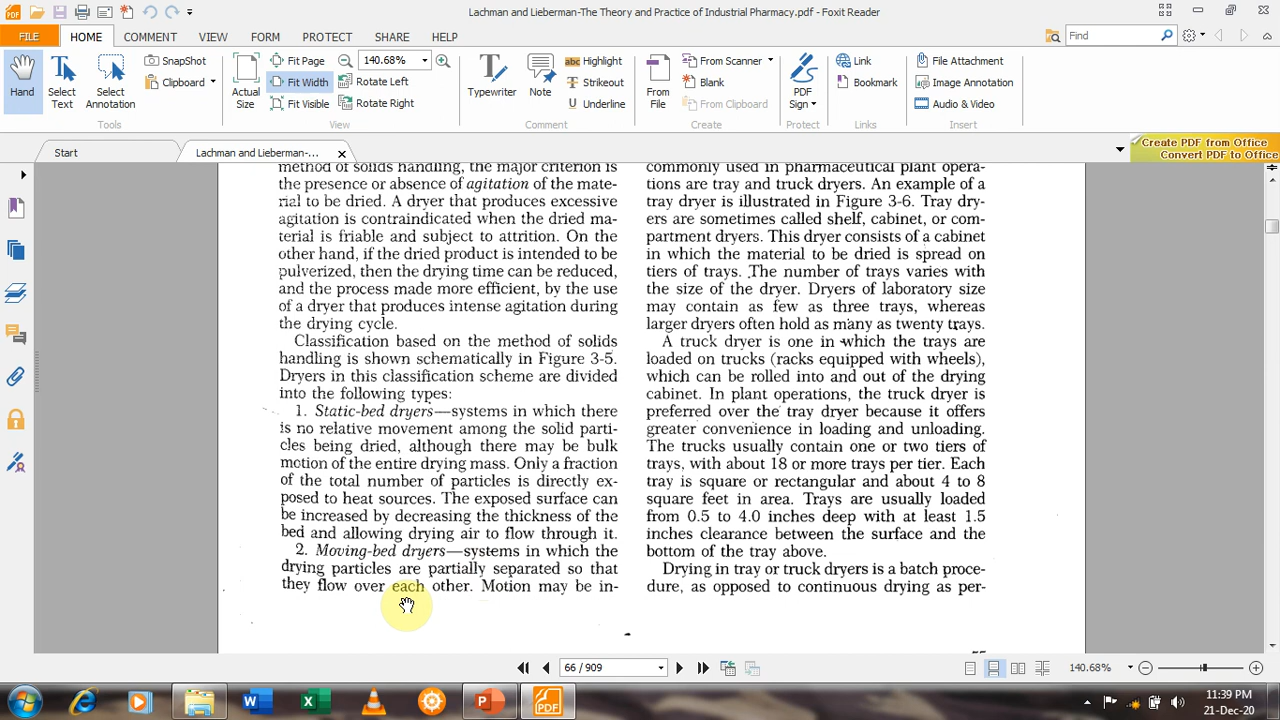 Lachman and Lieberman-The Theory and Practice of Industrial Pharmacy.pdf - Foxit Reader
FILE HOME COMMENT VIEW FORM PROTECT SHARE HELP
Find
Hand
Select Text
Select Annotation
SnapShot
Clipboard
Tools
Actual Size
Fit Page
Fit Width
Fit Visible
140.68%
Rotate Left
Rotate Right
View
Typewriter
Note
Highlight
Strikeout
Underline
Comment
From File
From Scanner
Blank
From Clipboard
Create
PDF Sign
Protect
Link
Bookmark
Links
File Attachment
Image Annotation
Audio & Video
Insert
Start
Lachman and Lieberman-...
Create PDF from Office
Convert PDF to Office
method of solids handling, the major criterion is
the presence or absence of agitation of the mate-
rial to be dried. A dryer that produces excessive
agitation is contraindicated when the dried ma-
terial is friable and subject to attrition. On the
other hand, if the dried product is intended to be
pulverized, then the drying time can be reduced,
and the process made more efficient, by the use
of a dryer that produces intense agitation during
the drying cycle.
Classification based on the method of solids
handling is shown schematically in Figure 3-5.
Dryers in this classification scheme are divided
into the following types:
1. Static-bed dryers—systems in which there
is no relative movement among the solid parti-
cles being dried, although there may be bulk
motion of the entire drying mass. Only a fraction
of the total number of particles is directly ex-
posed to heat sources. The exposed surface can
be increased by decreasing the thickness of the
bed and allowing drying air to flow through it.
2. Moving-bed dryers—systems in which the
drying particles are partially separated so that
they flow over each other. Motion may be in-
commonly used in pharmaceutical plant opera-
tions are tray and truck dryers. An example of a
tray dryer is illustrated in Figure 3-6. Tray dry-
ers are sometimes called shelf, cabinet, or com-
partment dryers. This dryer consists of a cabinet
in which the material to be dried is spread on
tiers of trays. The number of trays varies with
the size of the dryer. Dryers of laboratory size
may contain as few as three trays, whereas
larger dryers often hold as many as twenty trays.
A truck dryer is one in which the trays are
loaded on trucks (racks equipped with wheels),
which can be rolled into and out of the drying
cabinet. In plant operations, the truck dryer is
preferred over the tray dryer because it offers
greater convenience in loading and unloading.
The trucks usually contain one or two tiers of
trays, with about 18 or more trays per tier. Each
tray is square or rectangular and about 4 to 8
square feet in area. Trays are usually loaded
from 0.5 to 4.0 inches deep with at least 1.5
inches clearance between the surface and the
bottom of the tray above.
Drying in tray or truck dryers is a batch proce-
dure, as opposed to continuous drying as per-
66 / 909
140.68%
11:39 PM
21-Dec-20